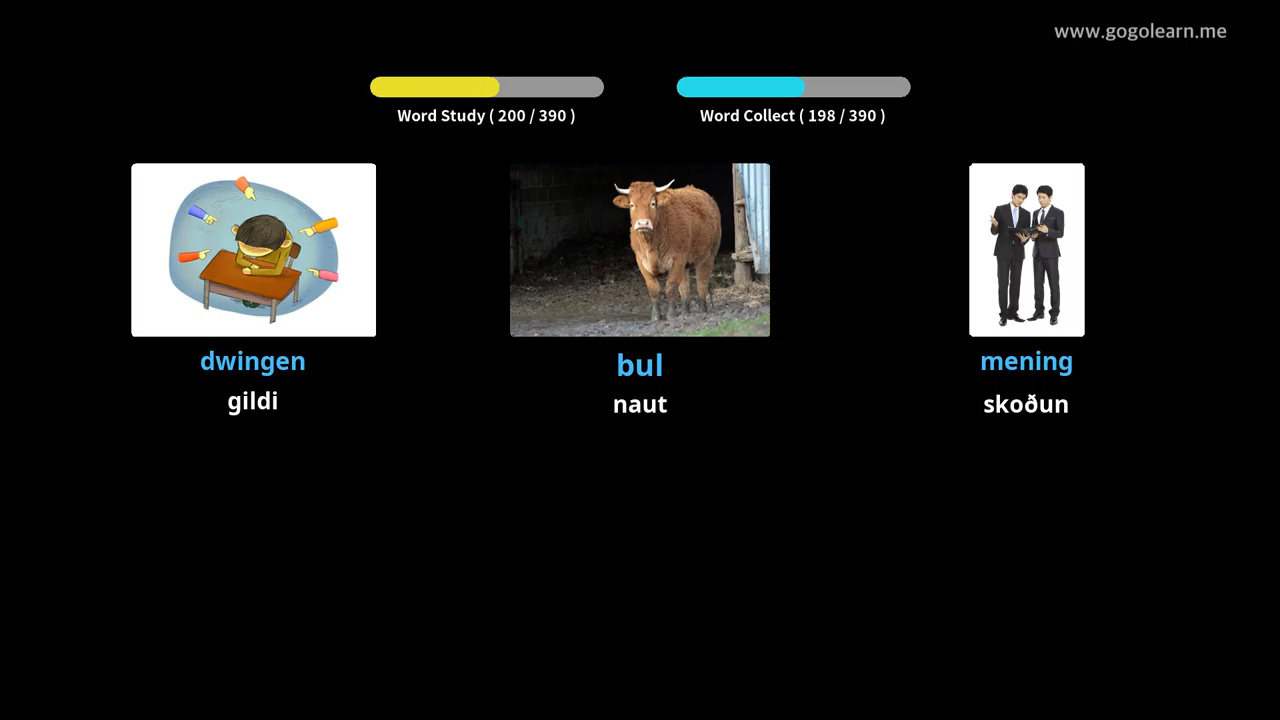 www.gogolearn.me
Word Study ( 200 / 390 )
Word Collect ( 198 / 390 )
dwingen
gildi
bul
naut
mening
skoðun